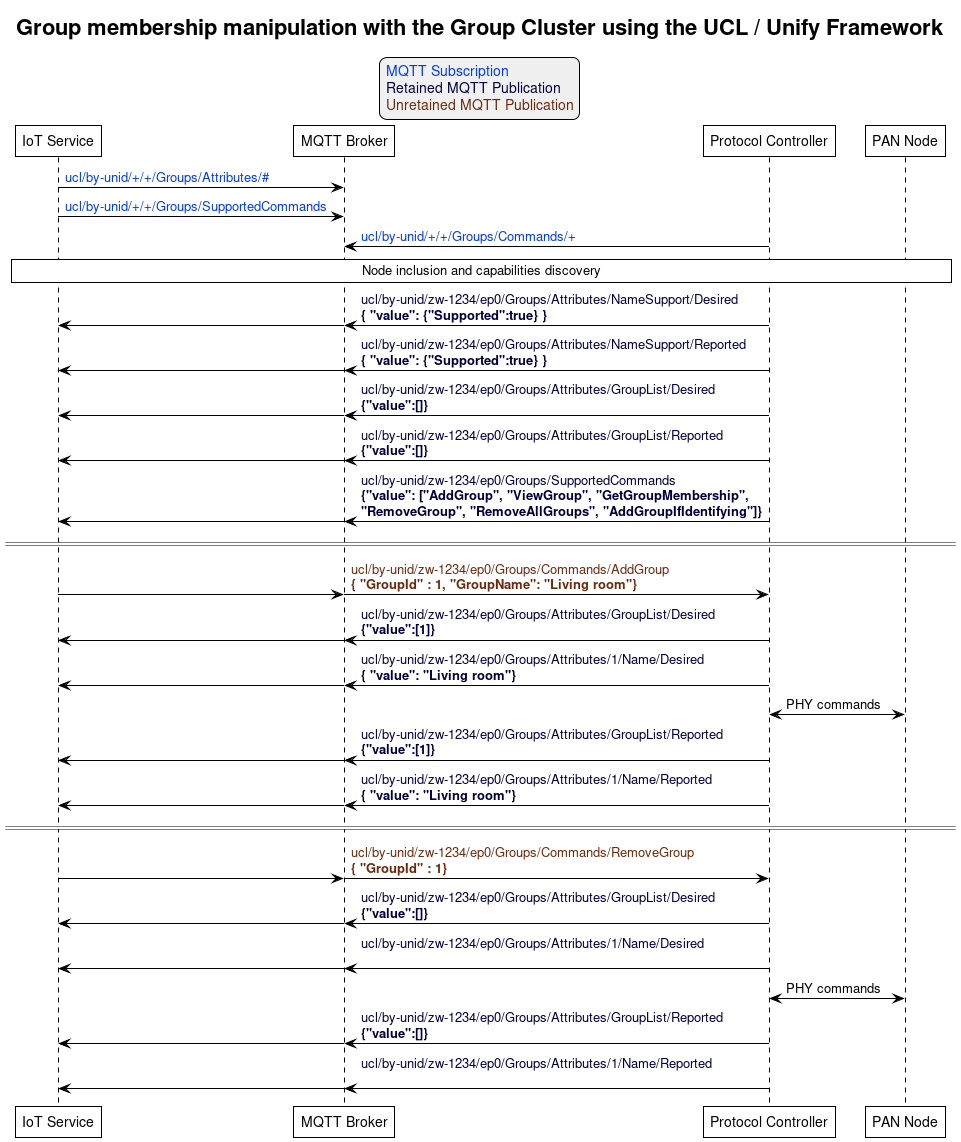 Group membership manipulation with the Group Cluster using the UCL / Unify Framework
MQTT Subscription
Retained MQTT Publication
Unretained MQTT Publication
IoT Service
MQTT Broker
Protocol Controller
PAN Node
ucl/by-unid/+/+/Groups/Attributes/#
ucl/by-unid/+/+/Groups/SupportedCommands
ucl/by-unid/+/+/Groups/Commands/+
Node inclusion and capabilities discovery
ucl/by-unid/zw-1234/ep0/Groups/Attributes/NameSupport/Desired
{ "value": {"Supported":true} }
ucl/by-unid/zw-1234/ep0/Groups/Attributes/NameSupport/Reported
{ "value": {"Supported":true} }
ucl/by-unid/zw-1234/ep0/Groups/Attributes/GroupList/Desired
{"value":[]}
ucl/by-unid/zw-1234/ep0/Groups/Attributes/GroupList/Reported
{"value":[]}
ucl/by-unid/zw-1234/ep0/Groups/SupportedCommands
{"value": ["AddGroup", "ViewGroup", "GetGroupMembership",
"RemoveGroup", "RemoveAllGroups", "AddGroupIfIdentifying"]}
ucl/by-unid/zw-1234/ep0/Groups/Commands/AddGroup
{ "GroupId" : 1, "GroupName": "Living room"}
ucl/by-unid/zw-1234/ep0/Groups/Attributes/GroupList/Desired
{"value":[1]}
ucl/by-unid/zw-1234/ep0/Groups/Attributes/1/Name/Desired
{ "value": "Living room"}
PHY commands
ucl/by-unid/zw-1234/ep0/Groups/Attributes/GroupList/Reported
{"value":[1]}
ucl/by-unid/zw-1234/ep0/Groups/Attributes/1/Name/Reported
{ "value": "Living room"}
ucl/by-unid/zw-1234/ep0/Groups/Commands/RemoveGroup
{ "GroupId" : 1}
ucl/by-unid/zw-1234/ep0/Groups/Attributes/GroupList/Desired
{"value":[]}
ucl/by-unid/zw-1234/ep0/Groups/Attributes/1/Name/Desired
PHY commands
ucl/by-unid/zw-1234/ep0/Groups/Attributes/GroupList/Reported
{"value":[]}
ucl/by-unid/zw-1234/ep0/Groups/Attributes/1/Name/Reported
IoT Service
MQTT Broker
Protocol Controller
PAN Node